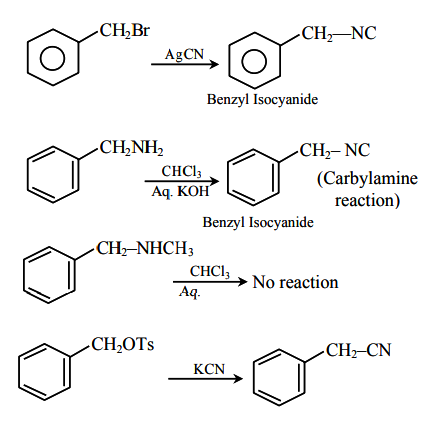 CH₂Br
AgCN
CH₂—NC
Benzyl Isocyanide
CH₂NH₂
CHCl₃
Aq. KOH
CH₂– NC
(Carbylamine
reaction)
Benzyl Isocyanide
CH₂–NHCH₃
CHCl₃
Aq.
No reaction
CH₂OTs
KCN
CH₂–CN